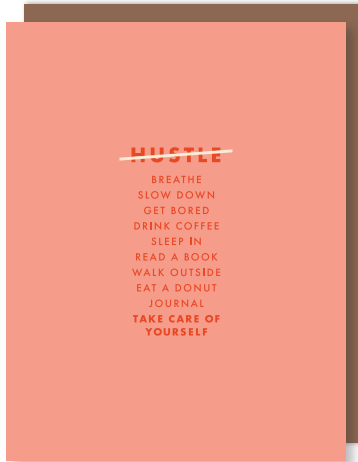 HUSTLE
BREATHE
SLOW DOWN
GET BORED
DRINK COFFEE
SLEEP IN
READ A BOOK
WALK OUTSIDE
EAT A DONUT
JOURNAL
TAKE CARE OF
YOURSELF